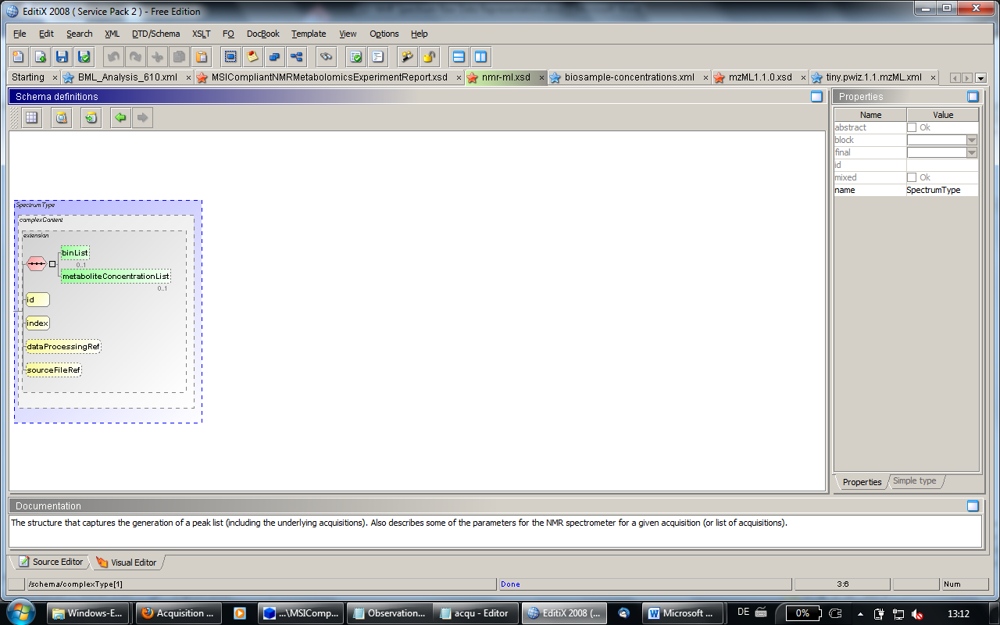 EditiX 2008 ( Service Pack 2 ) - Free Edition
File Edit Search XML DTD/Schema XSLT FO DocBook Template View Options Help
Starting BML_Analysis_610.xml MSICompliantNMRMetabolomicsExperimentReport.xsd nmr-ml.xsd biosample-concentrations.xml mzML1.1.0.xsd tiny.pwiz.1.1.mzML.xml
Schema definitions
Properties
Name Value
abstract Ok
block
final
id
mixed Ok
name SpectrumType
SpectrumType
complexContent
extension
binList
0..1
metaboliteConcentrationList
0..1
id
index
dataProcessingRef
sourceFileRef
Properties Simple type
Documentation
The structure that captures the generation of a peak list (including the underlying acquisitions). Also describes some of the parameters for the NMR spectrometer for a given acquisition (or list of acquisitions).
Source Editor Visual Editor
/schema/complexType[1] Done 3:6 Num
Windows-E... Acquisition ... ...\MSIComp... Observation... acqu - Editor EditiX 2008 (... Microsoft ... DE 0% 13:12